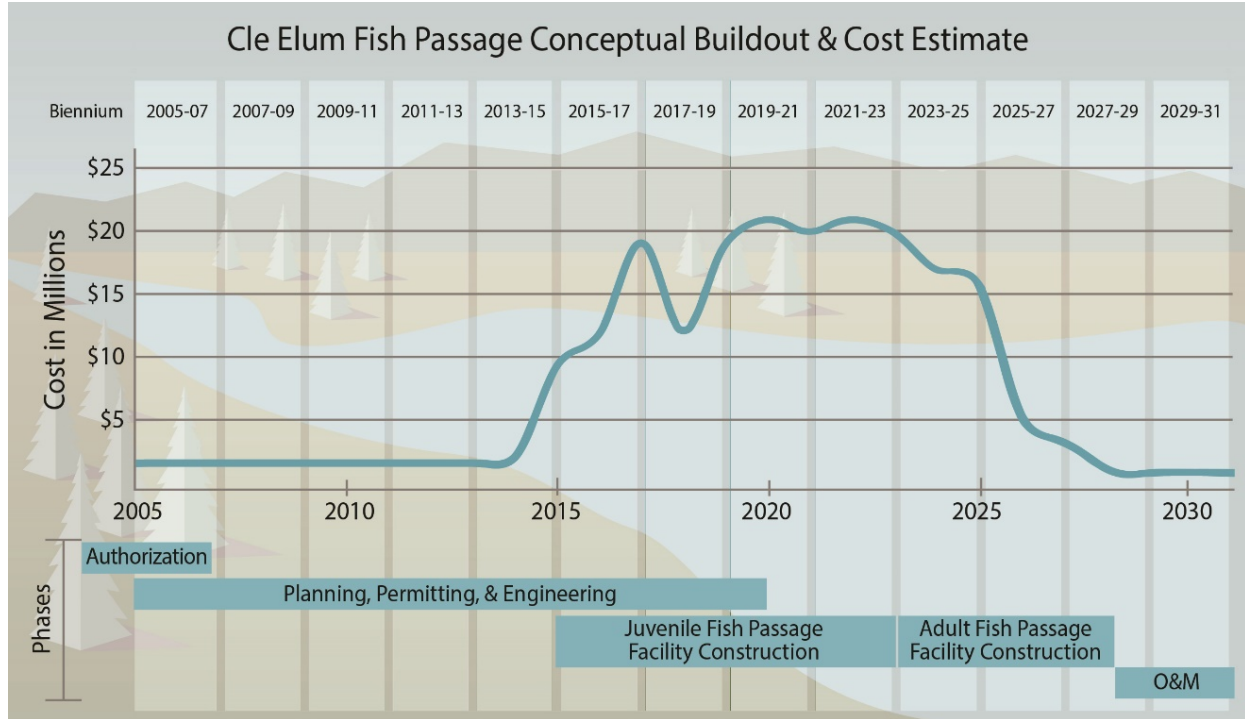 Cle Elum Fish Passage Conceptual Buildout & Cost Estimate
Biennium 2005-07 2007-09 2009-11 2011-13 2013-15 2015-17 2017-19 2019-21 2021-23 2023-25 2025-27 2027-29 2029-31
Cost in Millions
$25
$20
$15
$10
$5
2005 2010 2015 2020 2025 2030
Phases
Authorization
Planning, Permitting, & Engineering
Juvenile Fish Passage
Facility Construction
Adult Fish Passage
Facility Construction
O&M